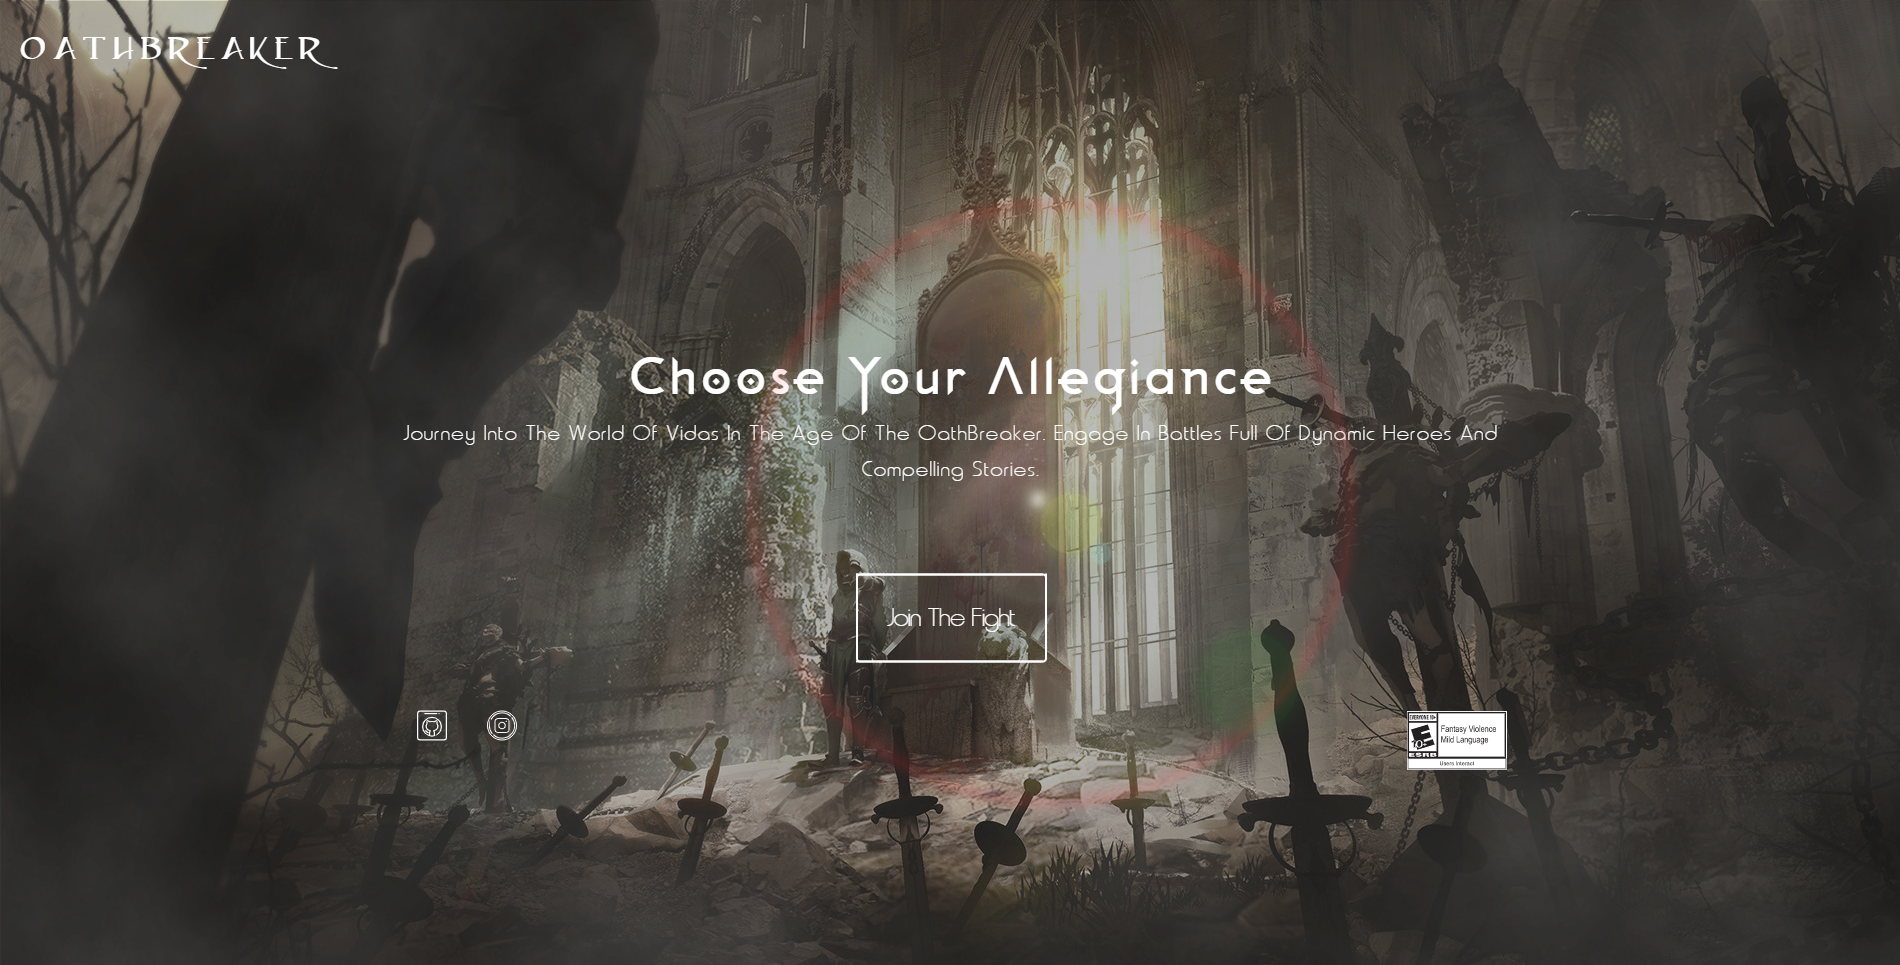 OATHBREAKER
Choose Your Allegiance
Journey Into The World Of Vidas In The Age Of The OathBreaker. Engage In Battles Full Of Dynamic Heroes And
Compelling Stories.
Join The Fight
EVERYONE 10+
E
10+
ESRB
Fantasy Violence
Mild Language
Users Interact